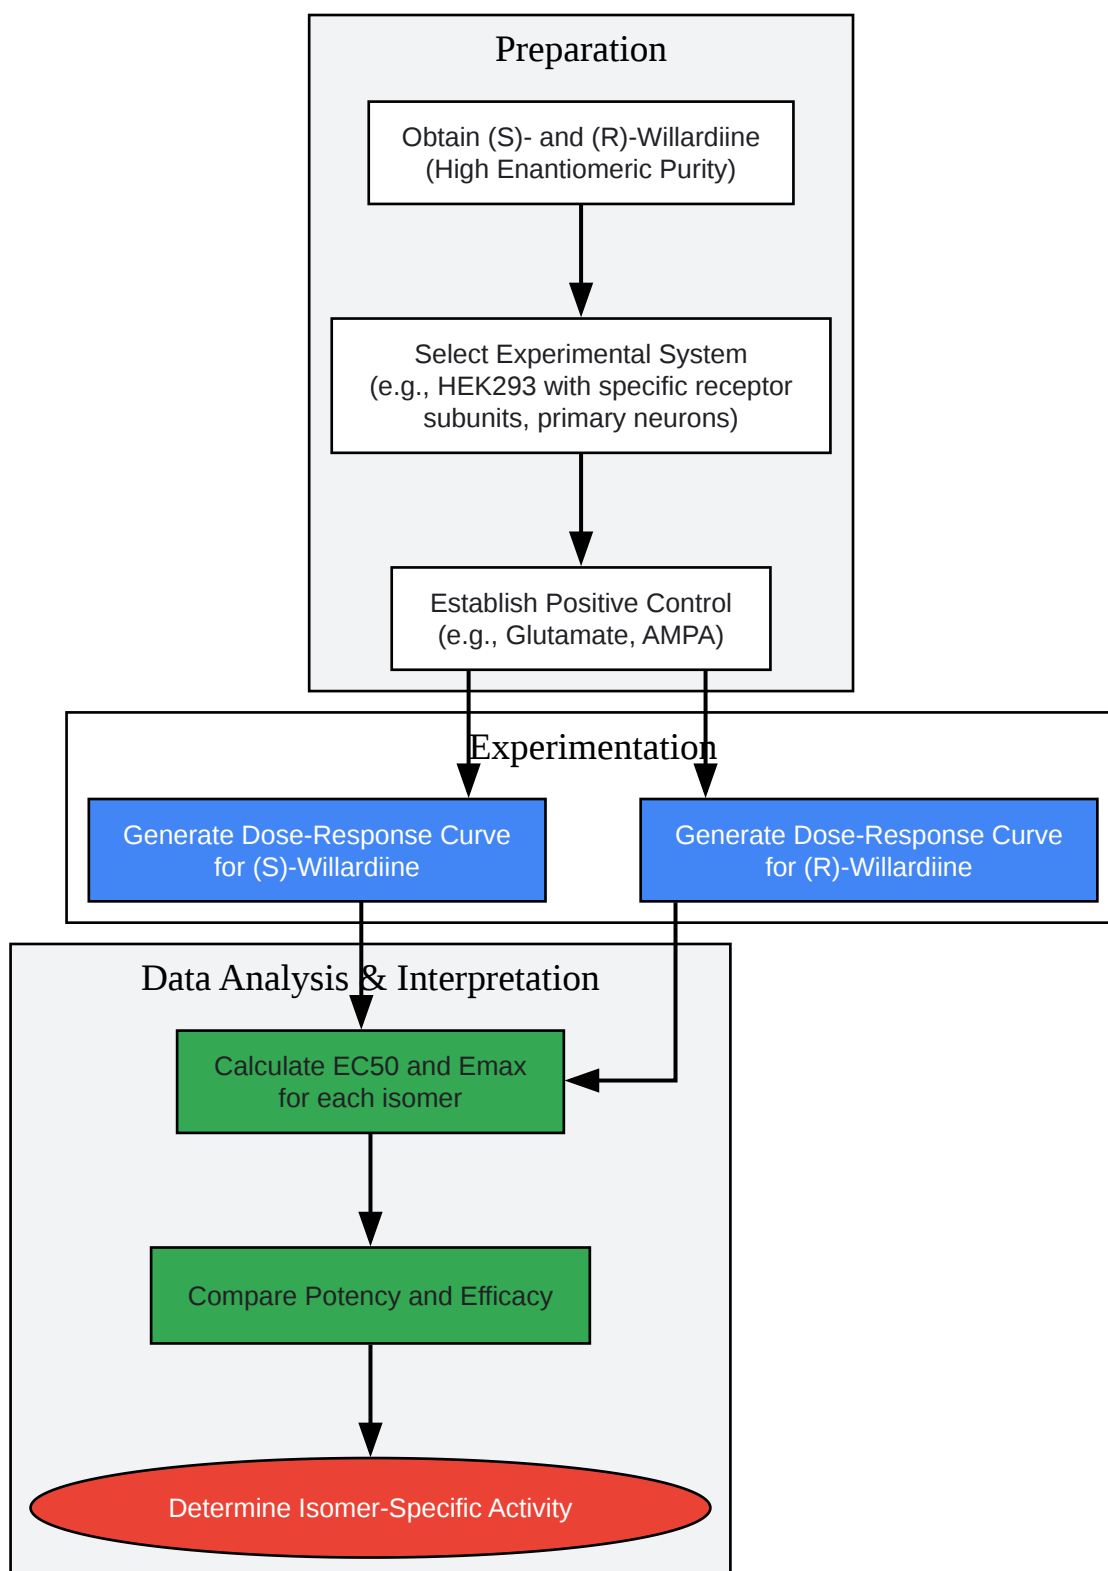 Preparation
Obtain (S)- and (R)-Willardiine
(High Enantiomeric Purity)
Select Experimental System
(e.g., HEK293 with specific receptor
subunits, primary neurons)
Establish Positive Control
(e.g., Glutamate, AMPA)
Experimentation
Generate Dose-Response Curve
for (S)-Willardiine
Generate Dose-Response Curve
for (R)-Willardiine
Data Analysis & Interpretation
Calculate EC50 and Emax
for each isomer
Compare Potency and Efficacy
Determine Isomer-Specific Activity